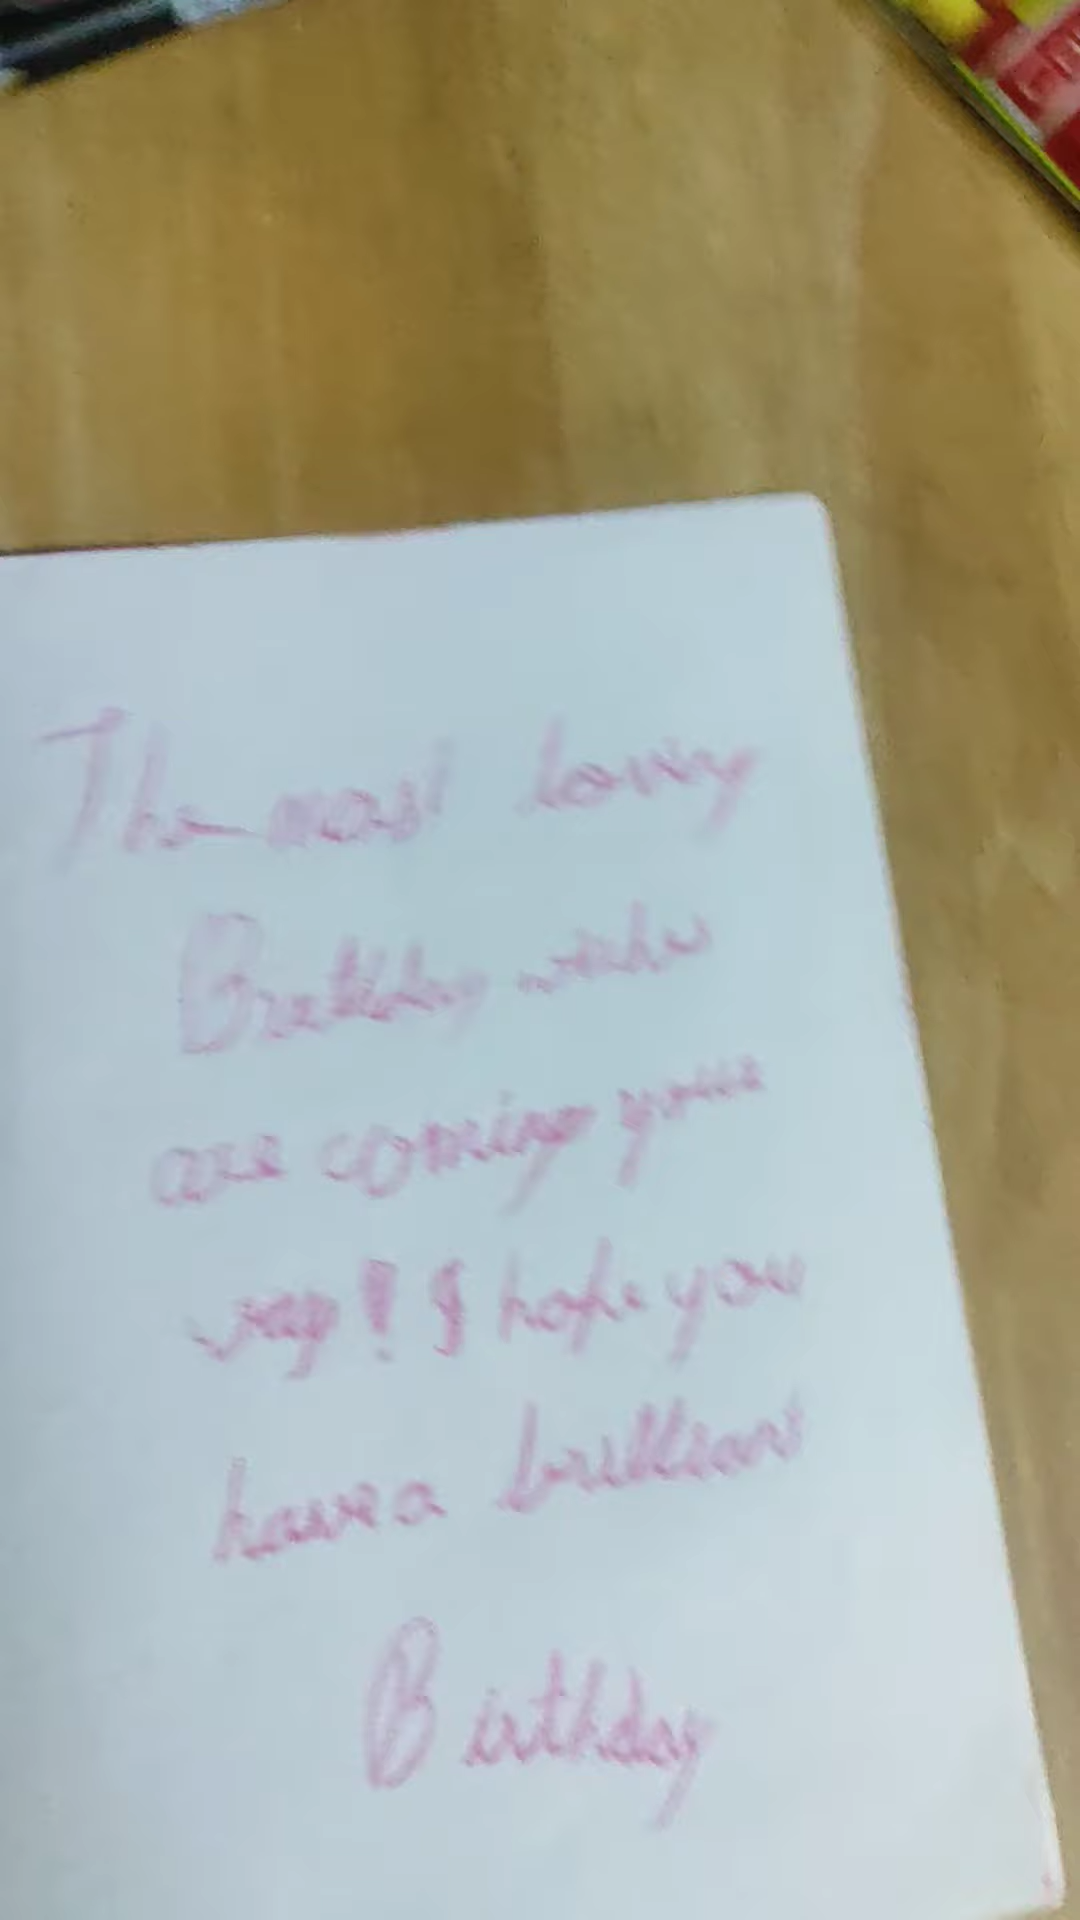 The most loving
Birthday wishes
are coming your
way! I hope you
have a brilliant
Birthday